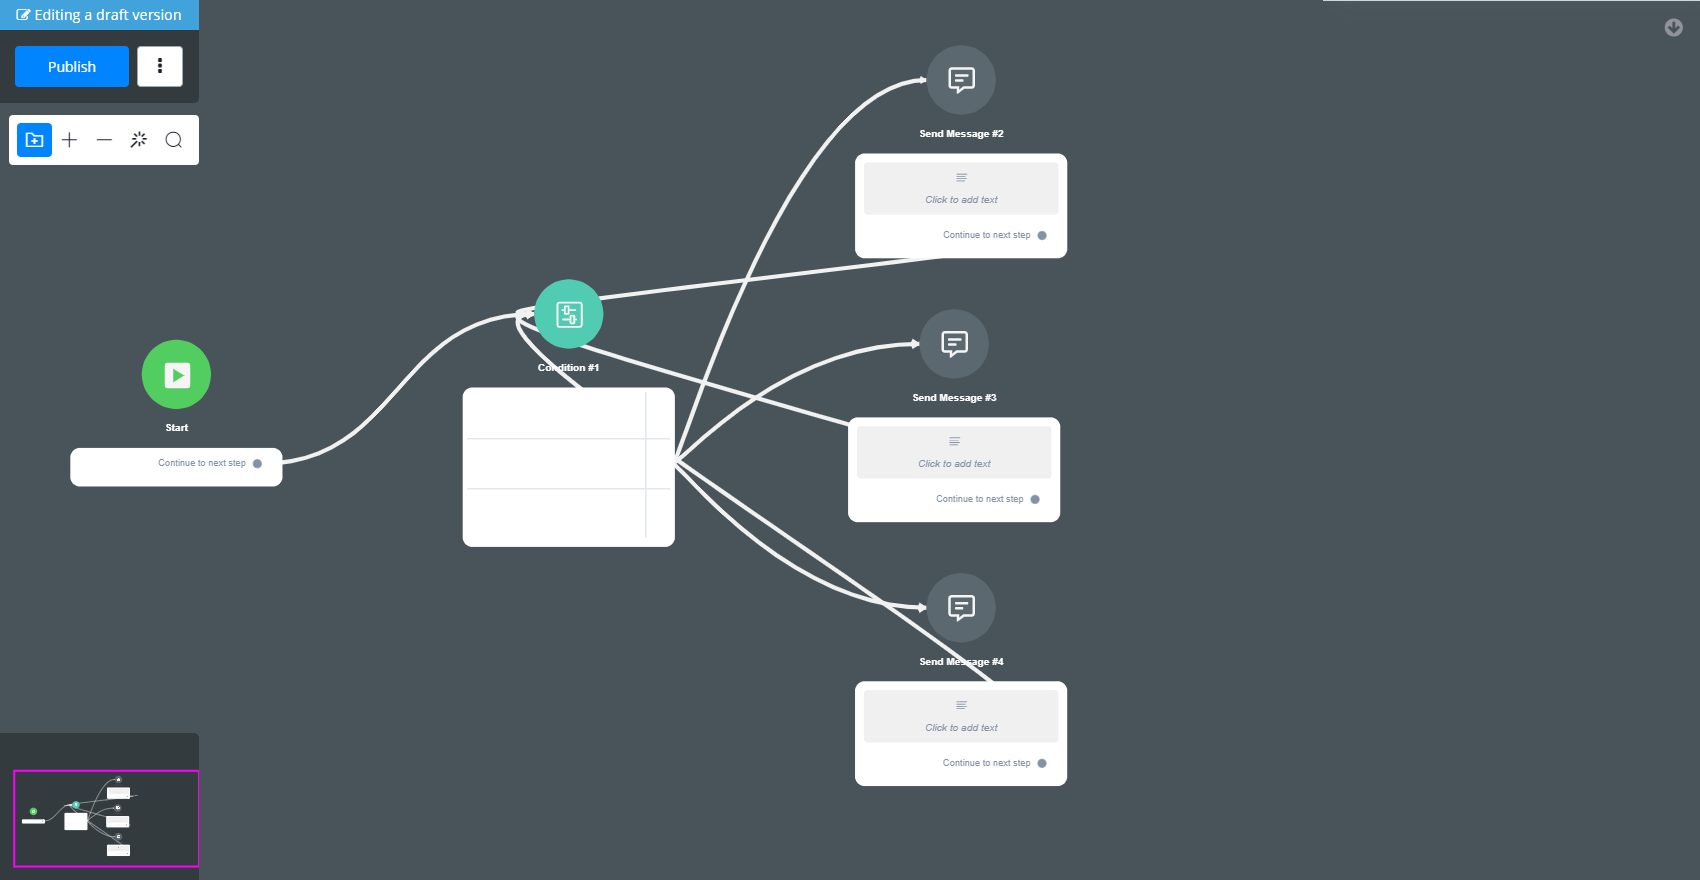 Editing a draft version
Publish
Send Message #2
Click to add text
Continue to next step
Condition #1
Start
Continue to next step
Send Message #3
Click to add text
Continue to next step
Send Message #4
Click to add text
Continue to next step